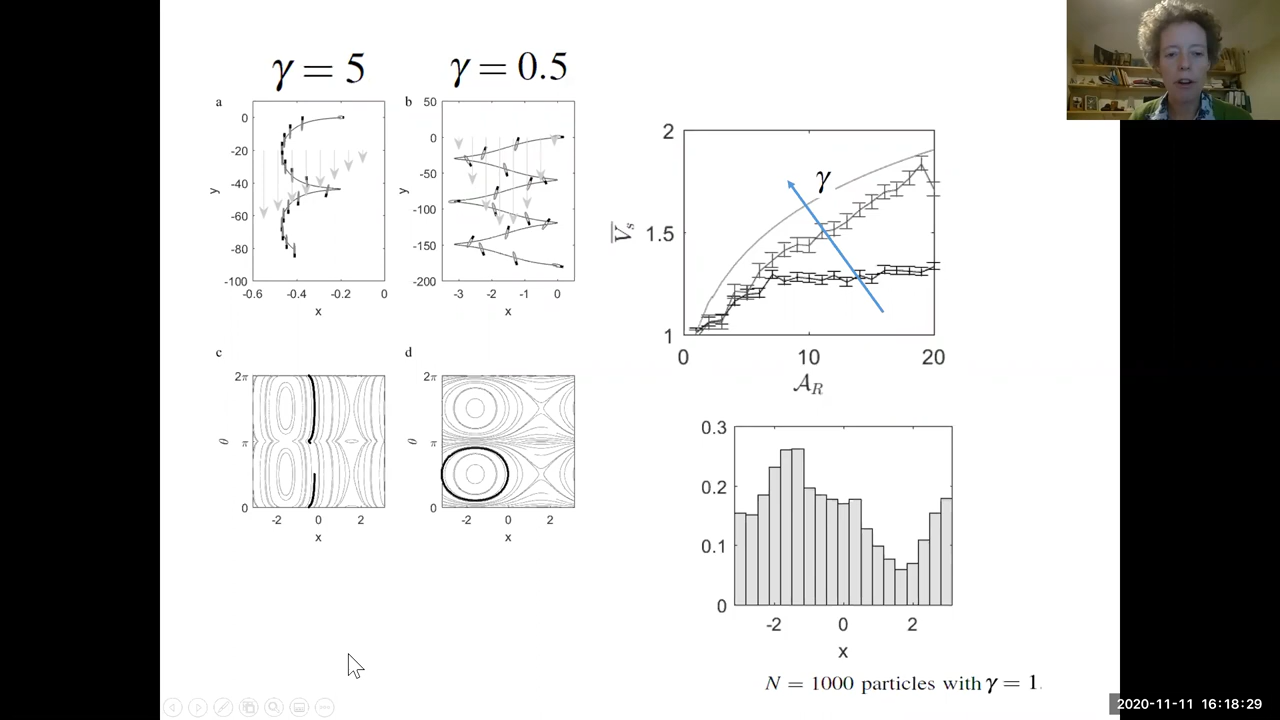 γ = 5
γ = 0.5
a
0
-20
-40
-60
-80
-100
y
-0.6
-0.4
-0.2
0
x
b
50
0
-50
-100
-150
-200
y
-3
-2
-1
0
x
c
2π
π
0
θ
-2
0
2
x
d
2π
π
0
θ
-2
0
2
x
2
1.5
1
V̅s
γ
0
10
20
AR
0.3
0.2
0.1
0
-2
0
2
x
N = 1000 particles with γ = 1.
2020-11-11 16:18:29